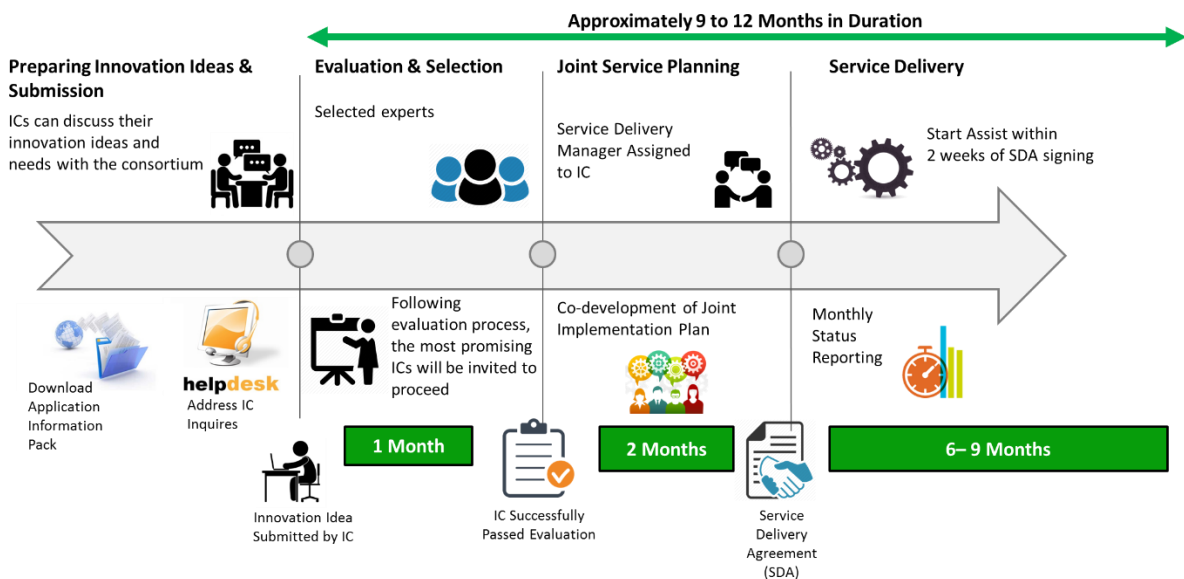 Approximately 9 to 12 Months in Duration
Preparing Innovation Ideas &
Submission
ICs can discuss their
innovation ideas and
needs with the consortium
Evaluation & Selection
Selected experts
Joint Service Planning
Service Delivery
Manager Assigned
to IC
Service Delivery
Start Assist within
2 weeks of SDA signing
Download
Application
Information
Pack
helpdesk
Address IC
Inquires
Following
evaluation process,
the most promising
ICs will be invited to
proceed
Co-development of Joint
Implementation Plan
Monthly
Status
Reporting
1 Month
2 Months
6– 9 Months
Innovation Idea
Submitted by IC
IC Successfully
Passed Evaluation
Service
Delivery
Agreement
(SDA)